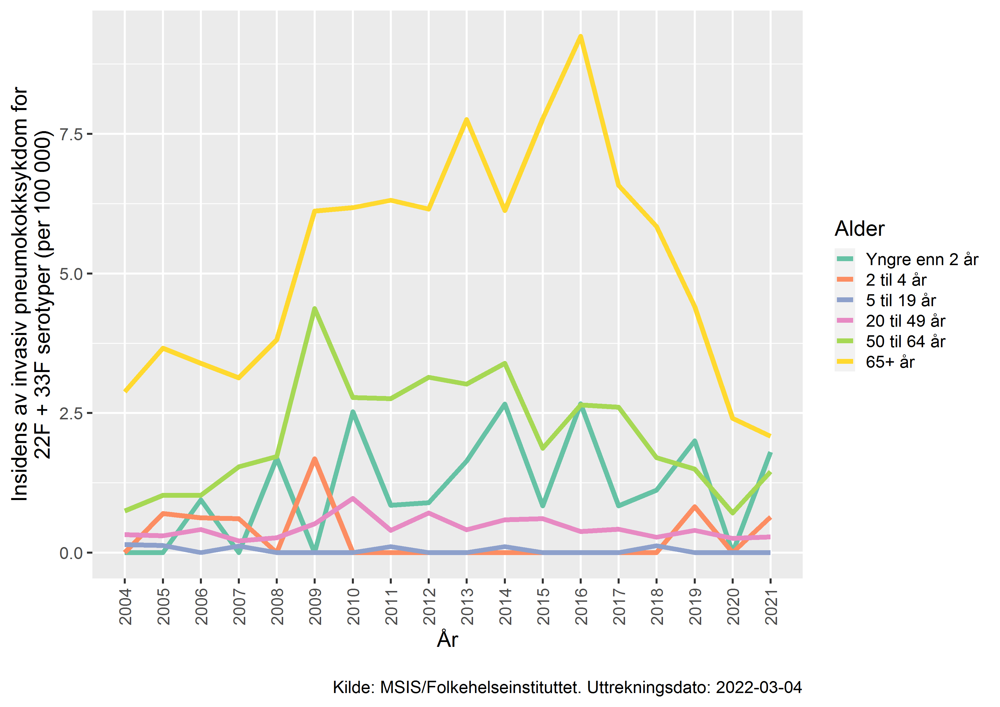 Insidens av invasiv pneumokokksykdom for
22F + 33F serotyper (per 100 000)
7.5
5.0
2.5
0.0
2004
2005
2006
2007
2008
2009
2010
2011
2012
2013
2014
2015
2016
2017
2018
2019
2020
2021
År
Alder
Yngre enn 2 år
2 til 4 år
5 til 19 år
20 til 49 år
50 til 64 år
65+ år
Kilde: MSIS/Folkehelseinstituttet. Uttrekningsdato: 2022-03-04